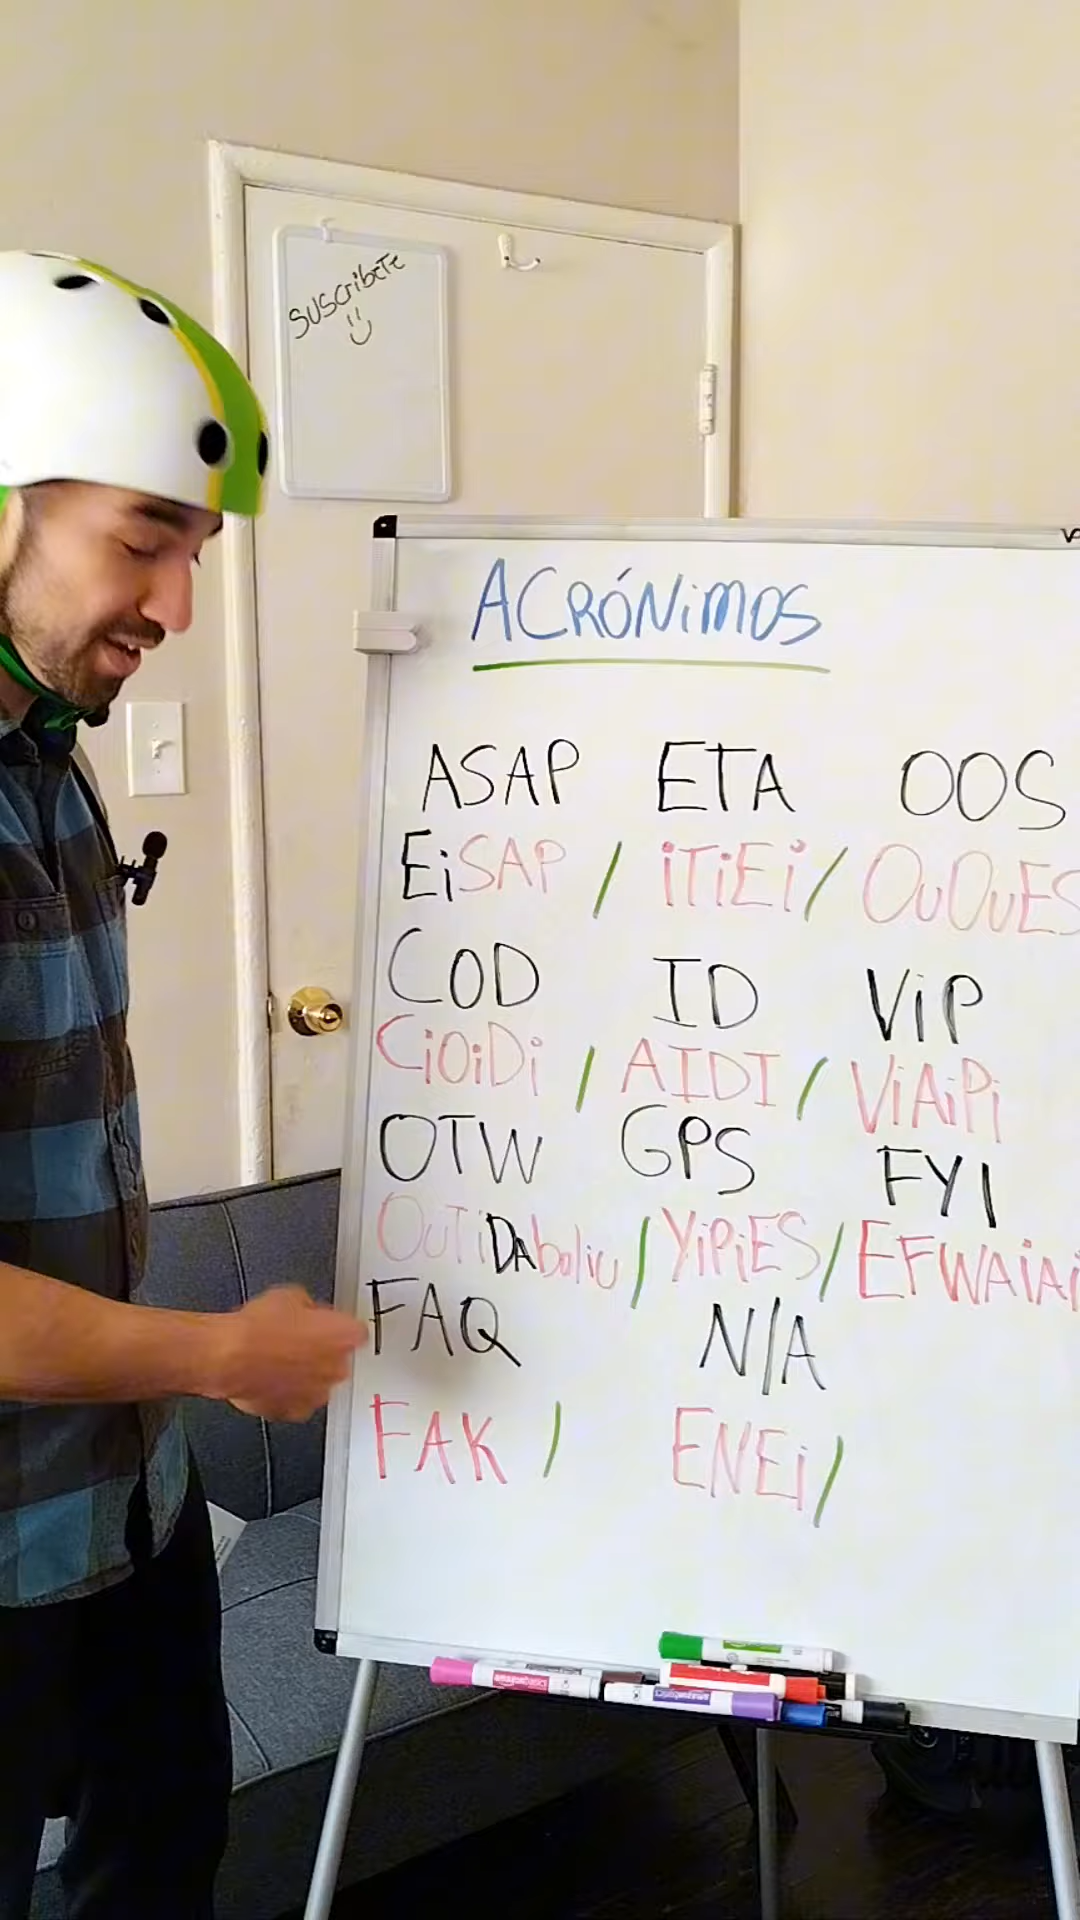 SUSCRIBETE
ACRÓNIMOS
ASAP ETA OOS
EiSAP / iTiEi / OuOuES
COD ID ViP
CiOiDi / AIDI / ViAiPi
OTW GPS FYI
OuTiDAboliu / YiPiES / EFWAiAi
FAQ N/A
FAK / ENEi /